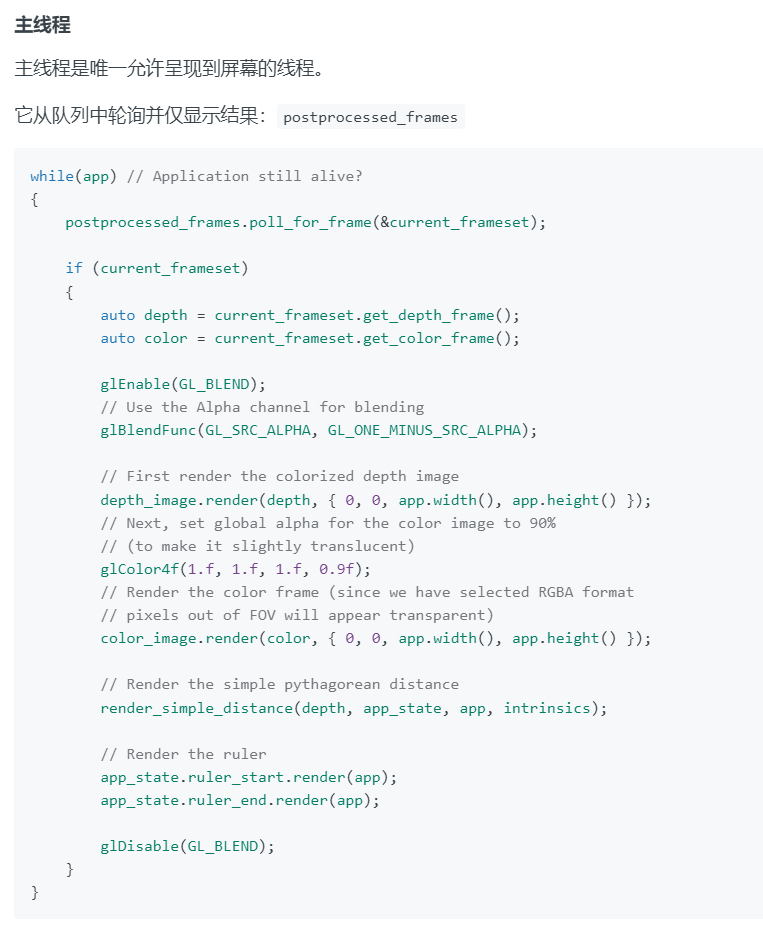 主线程
主线程是唯一允许呈现到屏幕的线程。
它从队列中轮询并仅显示结果： postprocessed_frames
while(app) // Application still alive?
{
    postprocessed_frames.poll_for_frame(&current_frameset);

    if (current_frameset)
    {
        auto depth = current_frameset.get_depth_frame();
        auto color = current_frameset.get_color_frame();

        glEnable(GL_BLEND);
        // Use the Alpha channel for blending
        glBlendFunc(GL_SRC_ALPHA, GL_ONE_MINUS_SRC_ALPHA);

        // First render the colorized depth image
        depth_image.render(depth, { 0, 0, app.width(), app.height() });
        // Next, set global alpha for the color image to 90%
        // (to make it slightly translucent)
        glColor4f(1.f, 1.f, 1.f, 0.9f);
        // Render the color frame (since we have selected RGBA format
        // pixels out of FOV will appear transparent)
        color_image.render(color, { 0, 0, app.width(), app.height() });

        // Render the simple pythagorean distance
        render_simple_distance(depth, app_state, app, intrinsics);

        // Render the ruler
        app_state.ruler_start.render(app);
        app_state.ruler_end.render(app);

        glDisable(GL_BLEND);
    }
}